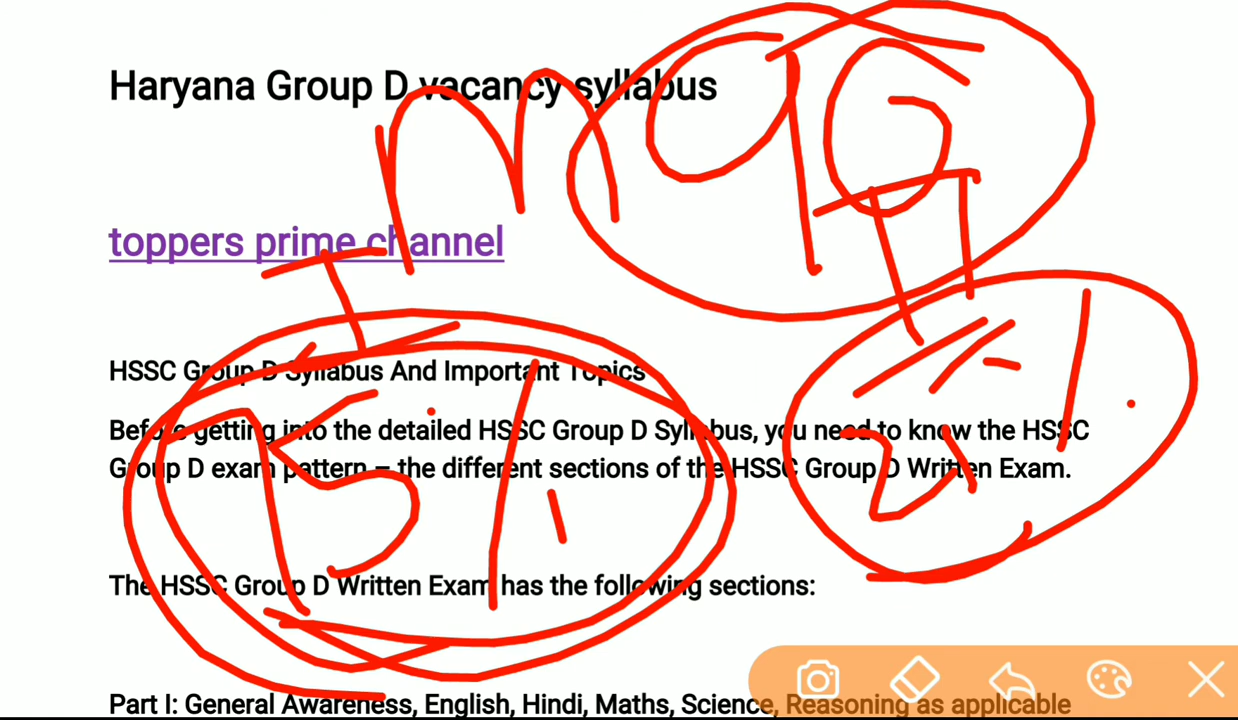 Haryana Group D vacancy syllabus
toppers prime channel
HSSC Group D Syllabus And Important Topics
Before getting into the detailed HSSC Group D Syllabus, you need to know the HSSC
Group D exam pattern – the different sections of the HSSC Group D Written Exam.
The HSSC Group D Written Exam has the following sections:
Part I: General Awareness, English, Hindi, Maths, Science, Reasoning as applicable